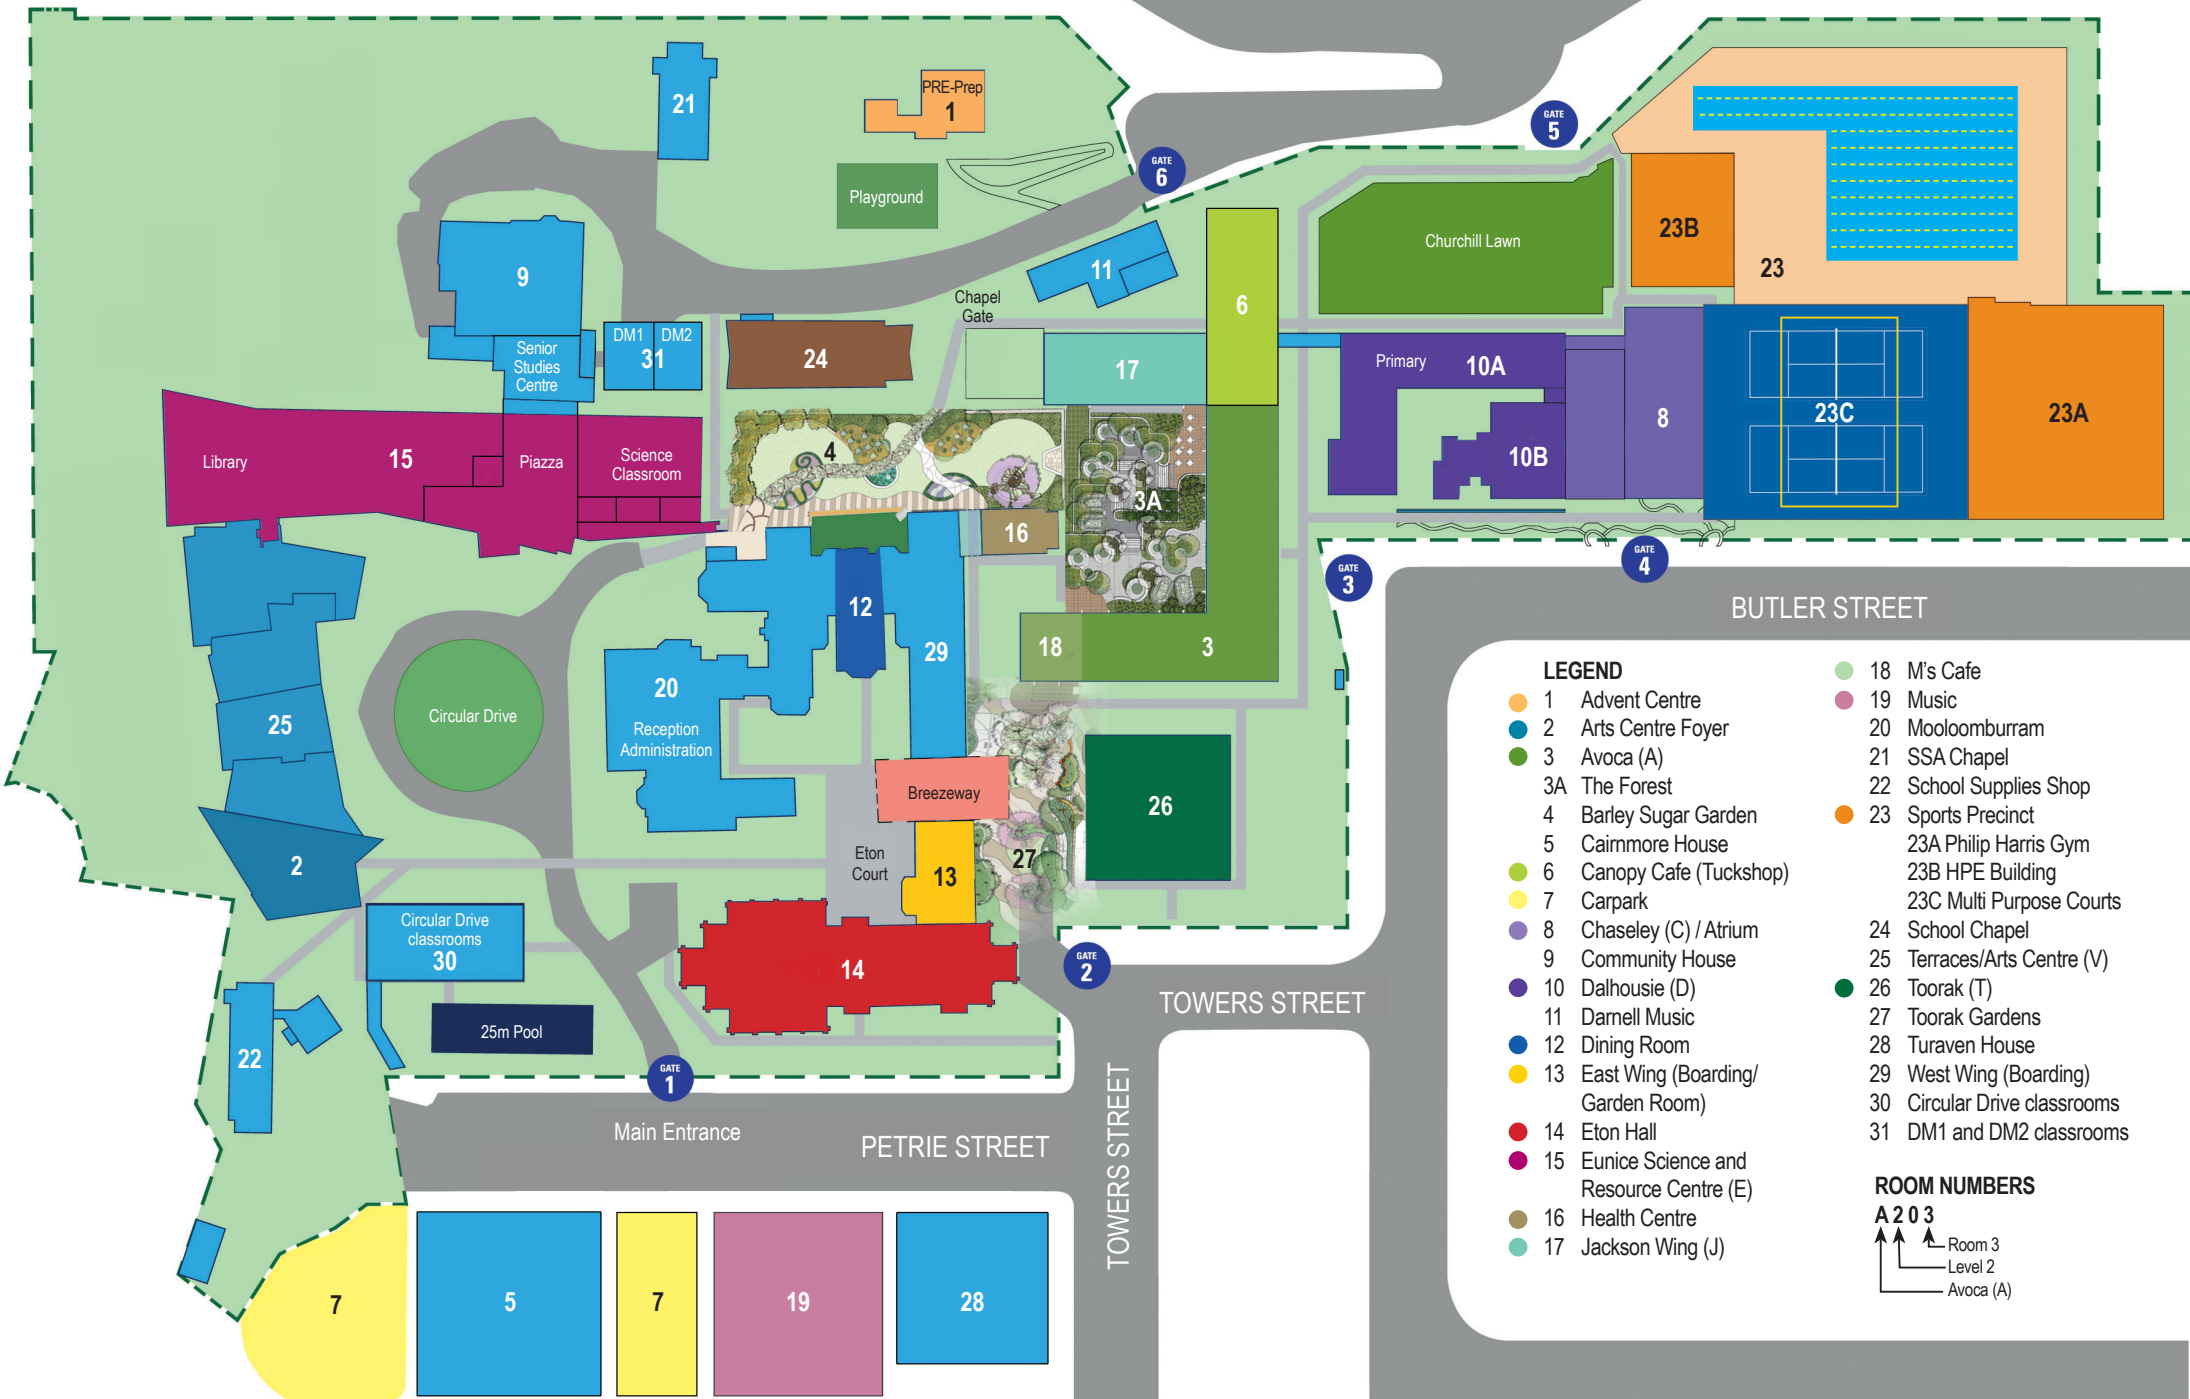 21
PRE-Prep
1
GATE
5
GATE
6
Playground
23B
Churchill Lawn
23
9
11
Chapel
Gate
6
DM1
DM2
31
Senior
Studies
Centre
24
17
Primary
10A
8
23C
23A
Library
15
Piazza
Science
Classroom
4
10B
3A
16
GATE
4
GATE
3
12
BUTLER STREET
29
18
3
20
Reception
Administration
Circular Drive
25
Breezeway
26
2
Eton
Court
13
27
Circular Drive
classrooms
30
14
GATE
2
TOWERS STREET
25m Pool
22
GATE
1
Main Entrance
PETRIE STREET
TOWERS STREET
7
5
7
19
28
LEGEND
1 Advent Centre
2 Arts Centre Foyer
3 Avoca (A)
3A The Forest
4 Barley Sugar Garden
5 Cairnmore House
6 Canopy Cafe (Tuckshop)
7 Carpark
8 Chaseley (C) / Atrium
9 Community House
10 Dalhousie (D)
11 Darnell Music
12 Dining Room
13 East Wing (Boarding/
Garden Room)
14 Eton Hall
15 Eunice Science and
Resource Centre (E)
16 Health Centre
17 Jackson Wing (J)
18 M's Cafe
19 Music
20 Mooloomburram
21 SSA Chapel
22 School Supplies Shop
23 Sports Precinct
23A Philip Harris Gym
23B HPE Building
23C Multi Purpose Courts
24 School Chapel
25 Terraces/Arts Centre (V)
26 Toorak (T)
27 Toorak Gardens
28 Turaven House
29 West Wing (Boarding)
30 Circular Drive classrooms
31 DM1 and DM2 classrooms
ROOM NUMBERS
A 2 0 3
Room 3
Level 2
Avoca (A)